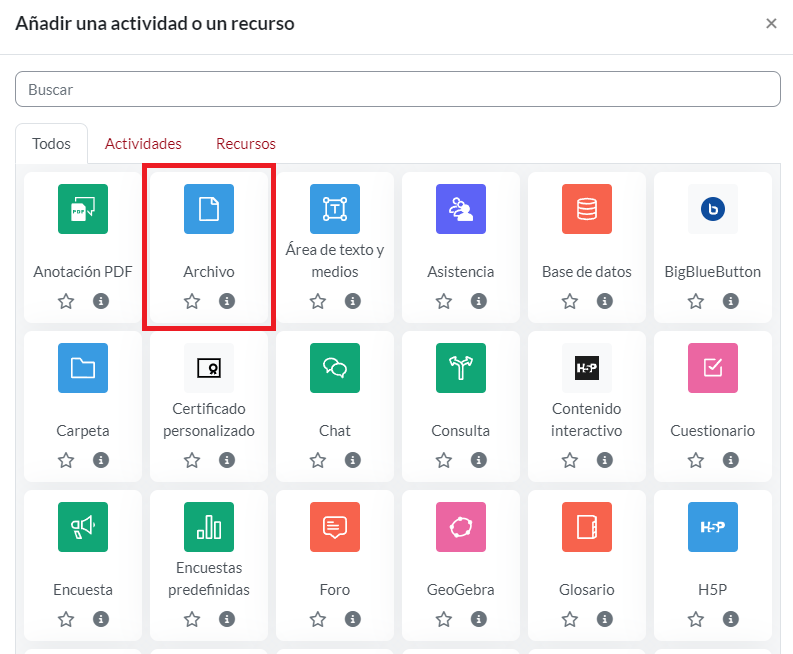 Añadir una actividad o un recurso
×
Buscar
Todos
Actividades
Recursos
PDF
Anotación PDF
Archivo
T
Área de texto y
medios
Asistencia
Base de datos
b
BigBlueButton
Carpeta
Certificado
personalizado
Chat
Consulta
H5P
Contenido
interactivo
Cuestionario
Encuesta
Encuestas
predefinidas
Foro
GeoGebra
Glosario
H5P
H5P